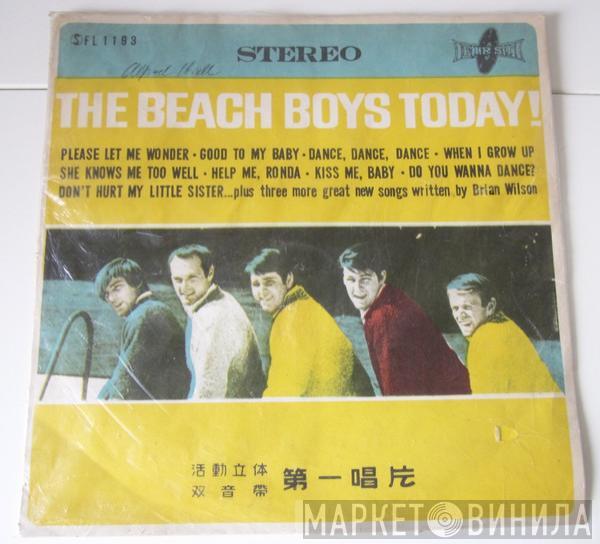 SFL1193
STEREO
THE BEACH BOYS TODAY!
PLEASE LET ME WONDER · GOOD TO MY BABY · DANCE, DANCE, DANCE · WHEN I GROW UP
SHE KNOWS ME TOO WELL · HELP ME, RONDA · KISS ME, BABY · DO YOU WANNA DANCE?
DON'T HURT MY LITTLE SISTER...plus three more great new songs written by Brian Wilson
活動立体
双音帶
第一唱片
МАРКЕТ ВИНИЛА